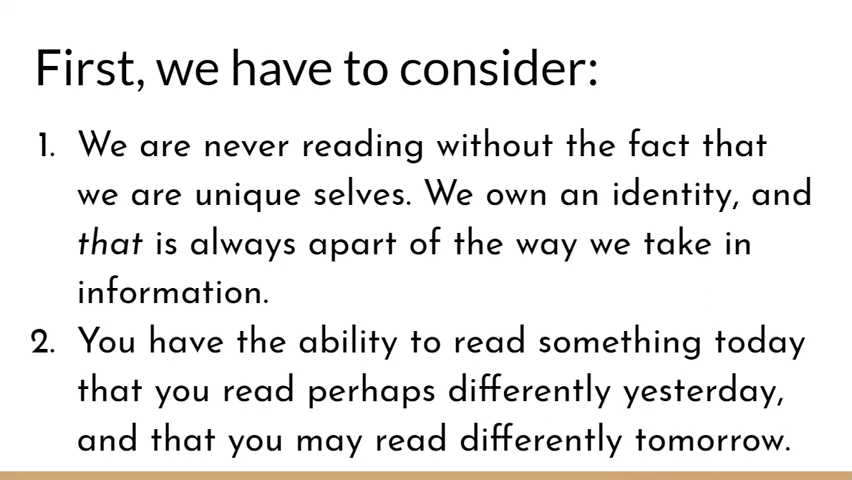 First, we have to consider:
1. We are never reading without the fact that
we are unique selves. We own an identity, and
that is always apart of the way we take in
information.
2. You have the ability to read something today
that you read perhaps differently yesterday,
and that you may read differently tomorrow.